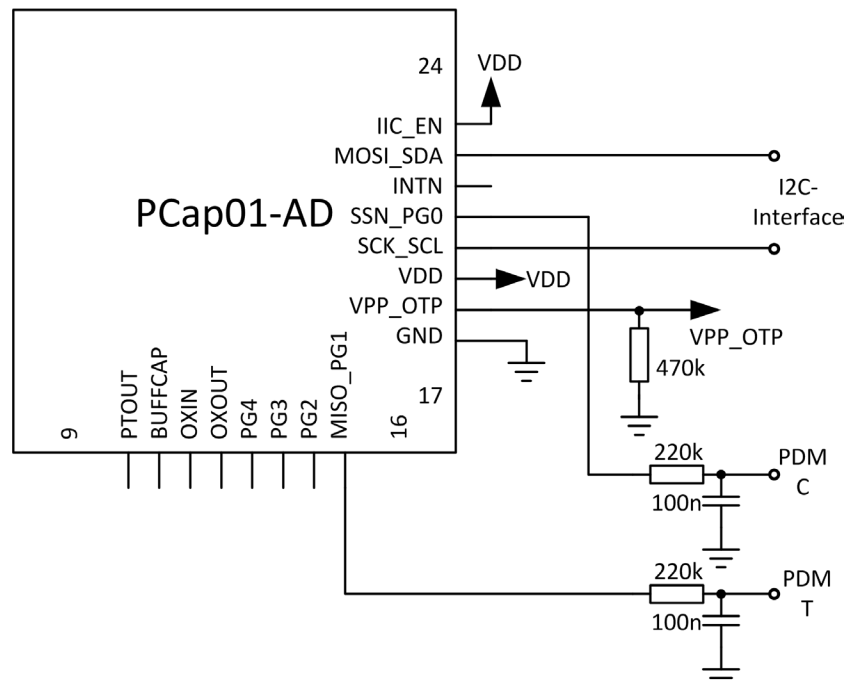 24
VDD
IIC_EN
MOSI_SDA
INTN
I2C-
Interface
PCap01-AD
SSN_PG0
SCK_SCL
VDD
VDD
VPP_OTP
VPP_OTP
GND
470k
17
16
9
PTOUT
BUFFCAP
OXIN
OXOUT
PG4
PG3
PG2
MISO_PG1
220k
PDM
C
100n
220k
PDM
T
100n